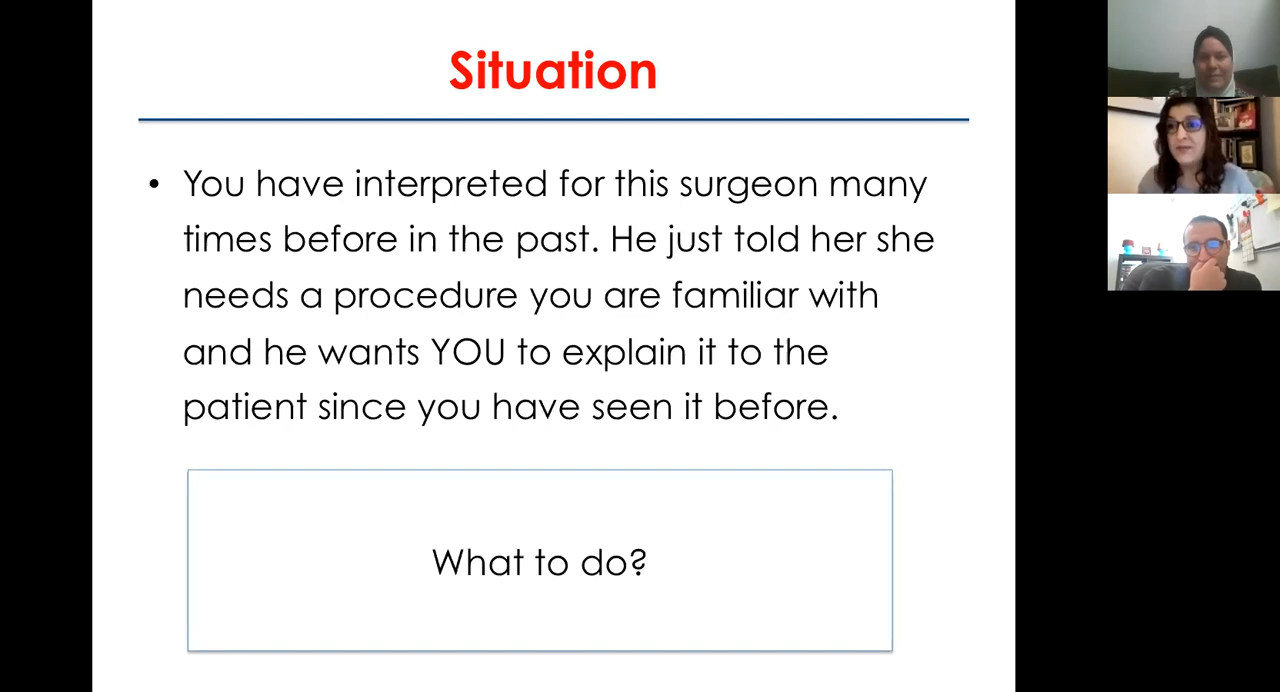 Situation
• You have interpreted for this surgeon many
times before in the past. He just told her she
needs a procedure you are familiar with
and he wants YOU to explain it to the
patient since you have seen it before.
What to do?